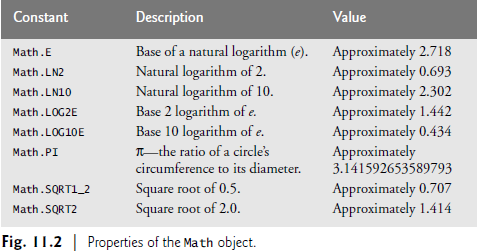 Constant Description Value
Math.E Base of a natural logarithm (e). Approximately 2.718
Math.LN2 Natural logarithm of 2. Approximately 0.693
Math.LN10 Natural logarithm of 10. Approximately 2.302
Math.LOG2E Base 2 logarithm of e. Approximately 1.442
Math.LOG10E Base 10 logarithm of e. Approximately 0.434
Math.PI π—the ratio of a circle's Approximately
circumference to its diameter. 3.141592653589793
Math.SQRT1_2 Square root of 0.5. Approximately 0.707
Math.SQRT2 Square root of 2.0. Approximately 1.414
Fig. 11.2 | Properties of the Math object.